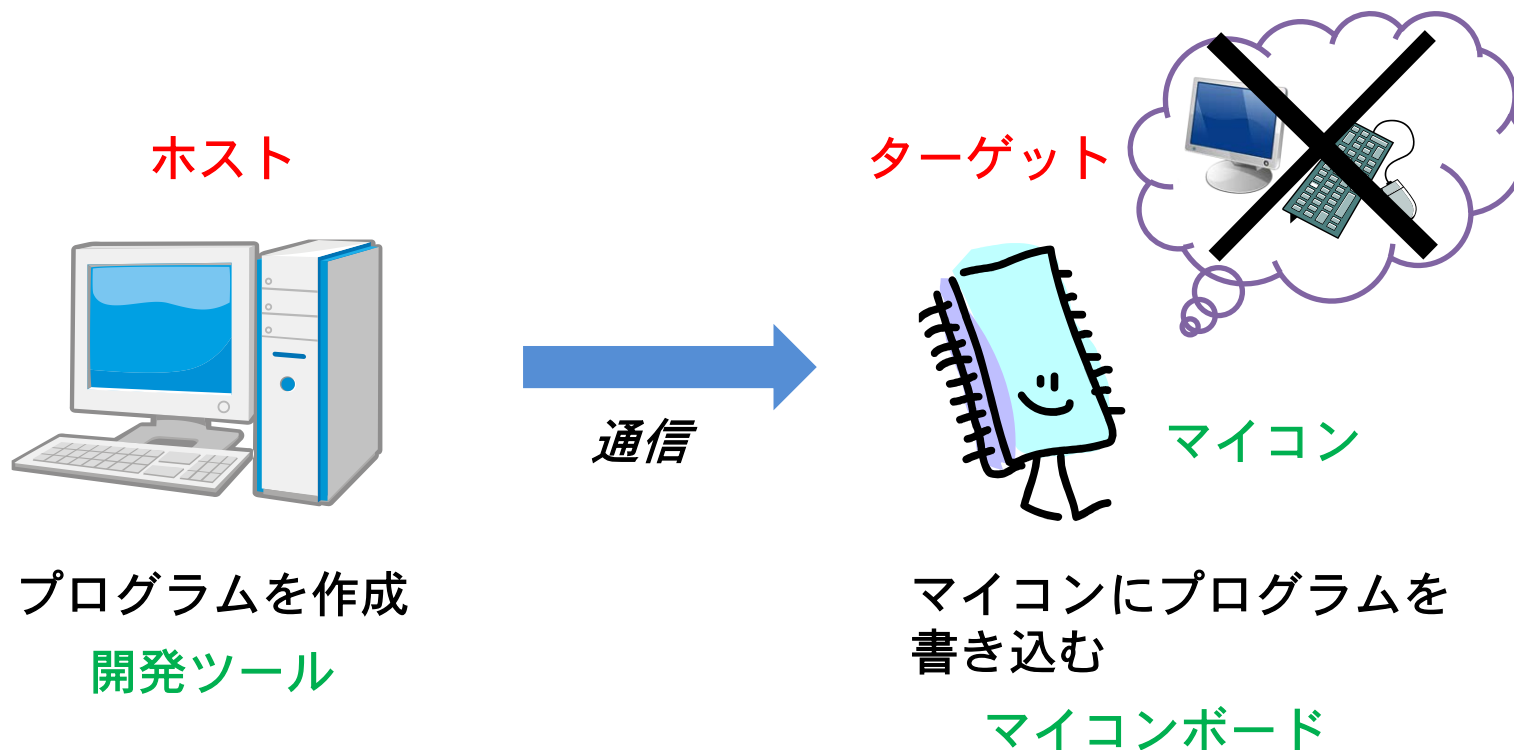 ホスト
ターゲット
通信
マイコン
プログラムを作成
開発ツール
マイコンにプログラムを
書き込む
マイコンボード